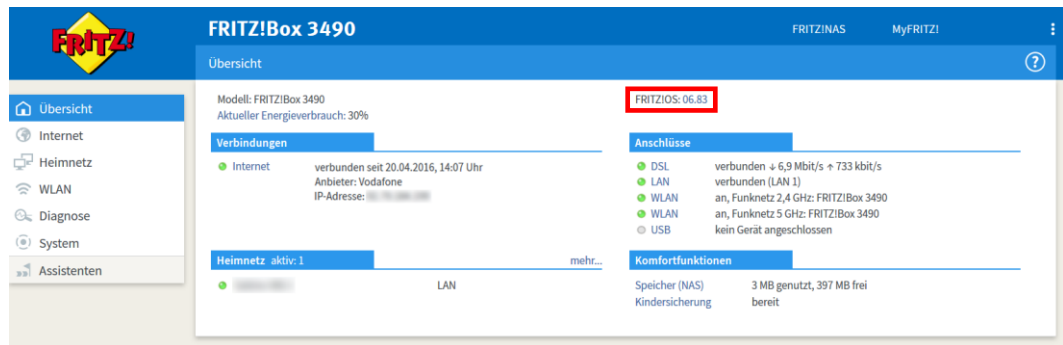 FRITZ!
FRITZ!Box 3490
FRITZ!NAS
MyFRITZ!
Übersicht
?
Übersicht
Internet
Heimnetz
WLAN
Diagnose
System
Assistenten
Modell: FRITZ!Box 3490
Aktueller Energieverbrauch: 30%
FRITZ!OS: 06.83
Verbindungen
Internet verbunden seit 20.04.2016, 14:07 Uhr
Anbieter: Vodafone
IP-Adresse:
Anschlüsse
DSL verbunden ↓ 6,9 Mbit/s ↑ 733 kbit/s
LAN verbunden (LAN 1)
WLAN an, Funknetz 2,4 GHz: FRITZ!Box 3490
WLAN an, Funknetz 5 GHz: FRITZ!Box 3490
USB kein Gerät angeschlossen
Heimnetz aktiv: 1 mehr...
LAN
Komfortfunktionen
Speicher (NAS) 3 MB genutzt, 397 MB frei
Kindersicherung bereit